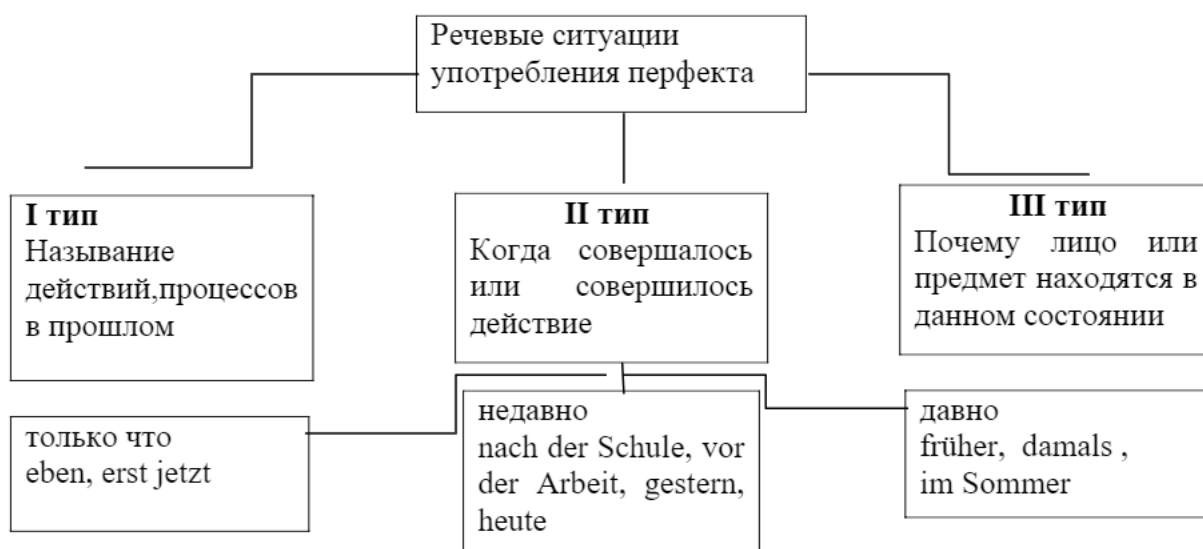 Речевые ситуации
употребления перфекта
I тип
Называние
действий,процессов
в прошлом
II тип
Когда совершалось
или совершилось
действие
III тип
Почему лицо или
предмет находятся в
данном состоянии
только что
eben, erst jetzt
недавно
nach der Schule, vor
der Arbeit, gestern,
heute
давно
früher, damals ,
im Sommer